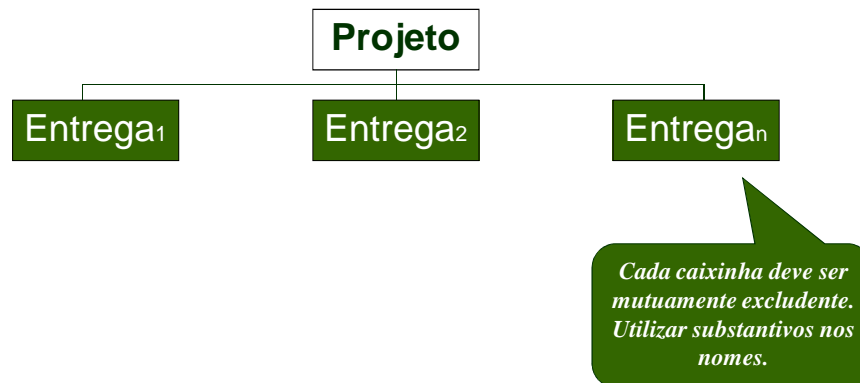 Projeto
Entrega1
Entrega2
Entregan
Cada caixinha deve ser
mutuamente excludente.
Utilizar substantivos nos
nomes.